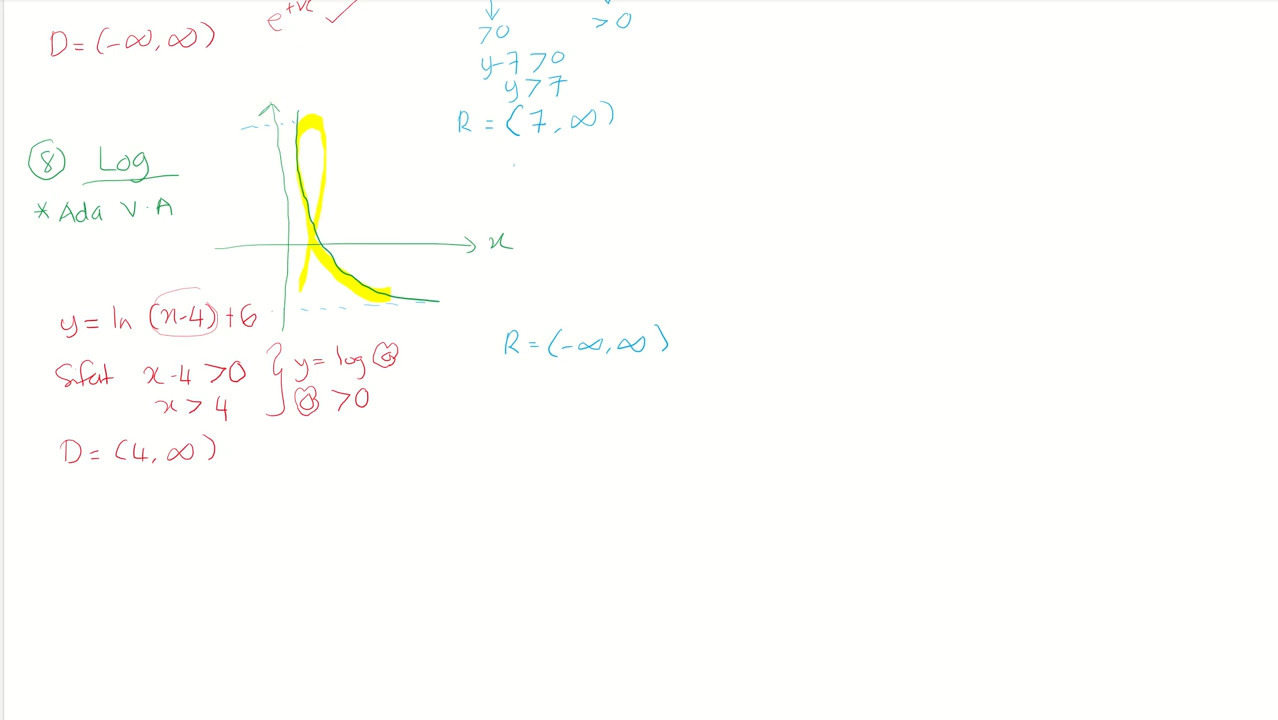 D = (-∞, ∞)
e^{+ve} ✓
↓
>0
>0
y-7 >0
y > 7
R = (7, ∞)
⑧ Log
* Ada V.A
x
y = ln (x-4) +6
Sifat x-4 >0
x > 4
y = log
>0
D = (4, ∞)
R = (-∞, ∞)